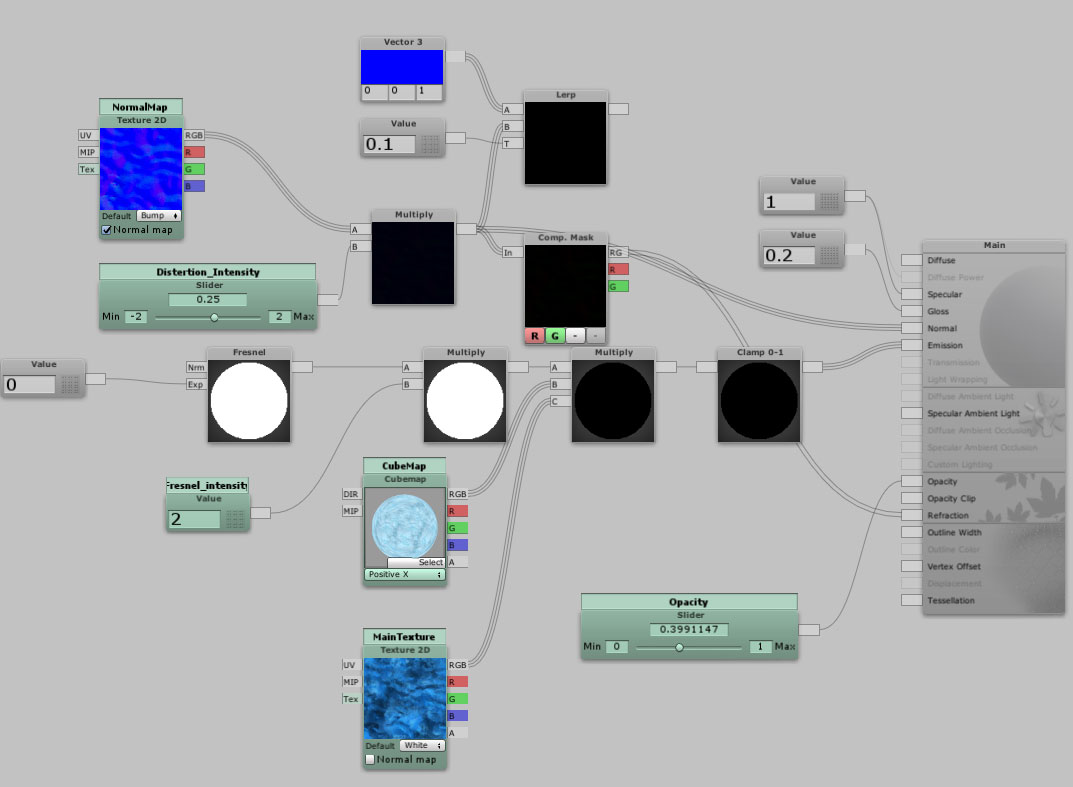 Vector 3
0 0 1
Value
0.1
Lerp
A
B
T
NormalMap
Texture 2D
UV RGB
MIP R
Tex G
B
Default Bump
Normal map
Multiply
A
B
Comp. Mask
In RG
R
G
R G - -
Distortion_Intensity
Slider
0.25
Min -2 2 Max
Value
1
Value
0.2
Main
Diffuse
Diffuse Power
Specular
Gloss
Normal
Emission
Transmission
Light Wrapping
Diffuse Ambient Light
Specular Ambient Light
Diffuse Ambient Occlusion
Specular Ambient Occlusion
Custom Lighting
Opacity
Opacity Clip
Refraction
Outline Width
Outline Color
Vertex Offset
Displacement
Tessellation
Value
0
Fresnel
Nrm
Exp
Multiply
A
B
Multiply
A
B
C
Clamp 0-1
Fresnel_intensity
Value
2
CubeMap
Cubemap
DIR RGB
MIP R
G
B
Select A
Positive X
MainTexture
Texture 2D
UV RGB
MIP R
Tex G
B
A
Default White
Normal map
Opacity
Slider
0.3991147
Min 0 1 Max